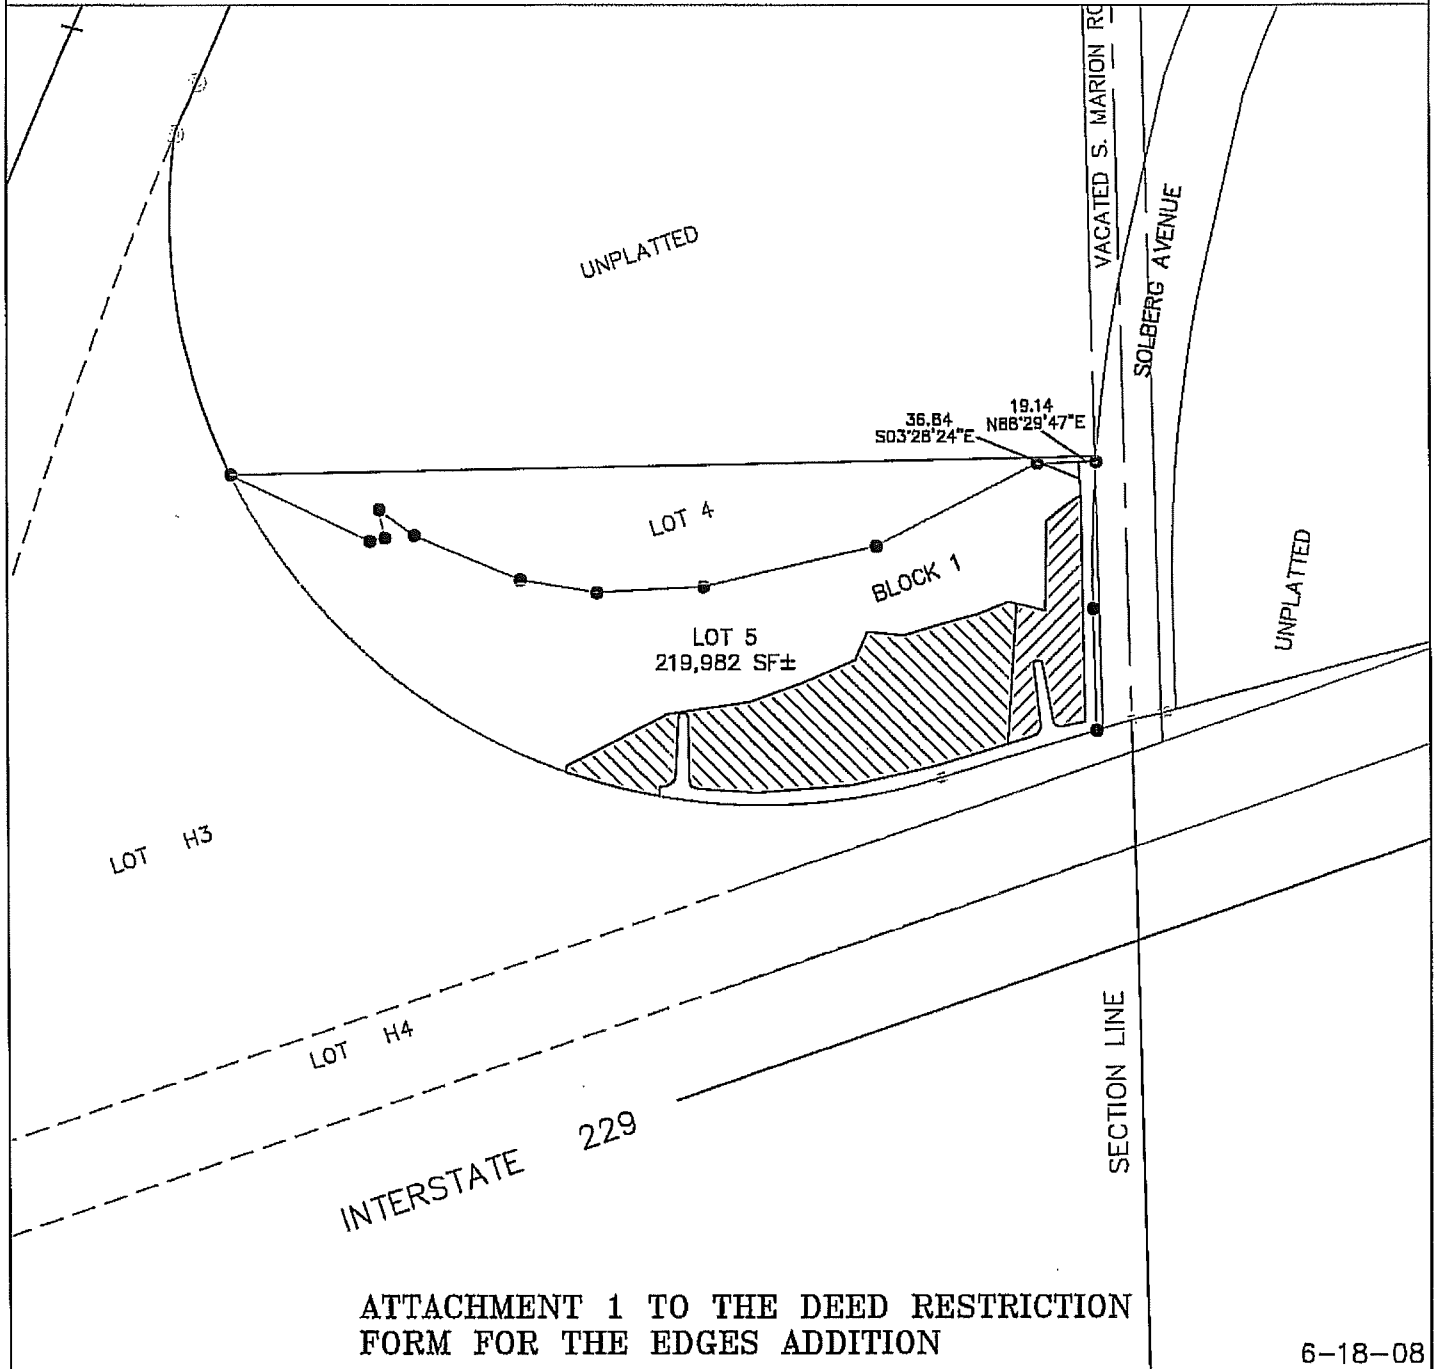 VACATED S. MARION RO
SOLBERG AVENUE
UNPLATTED
36.84
S03°28'24"E
19.14
N88°29'47"E
LOT 4
BLOCK 1
LOT 5
219,982 SF±
UNPLATTED
LOT H3
LOT H4
INTERSTATE 229
SECTION LINE
ATTACHMENT 1 TO THE DEED RESTRICTION
FORM FOR THE EDGES ADDITION
6-18-08